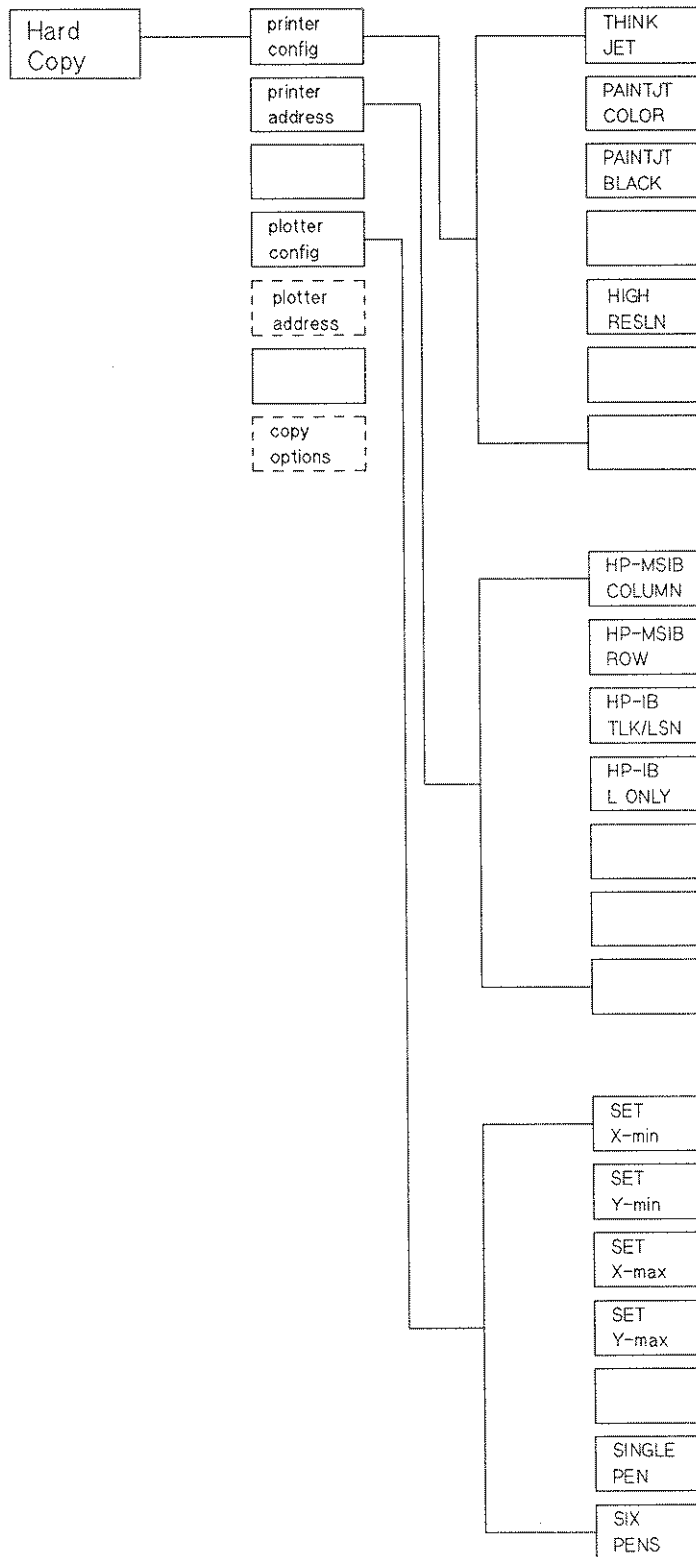 Hard
Copy
printer
config
printer
address
plotter
config
plotter
address
copy
options
THINK
JET
PAINTJT
COLOR
PAINTJT
BLACK
HIGH
RESLN
HP-MSIB
COLUMN
HP-MSIB
ROW
HP-IB
TLK/LSN
HP-IB
L ONLY
SET
X-min
SET
Y-min
SET
X-max
SET
Y-max
SINGLE
PEN
SIX
PENS